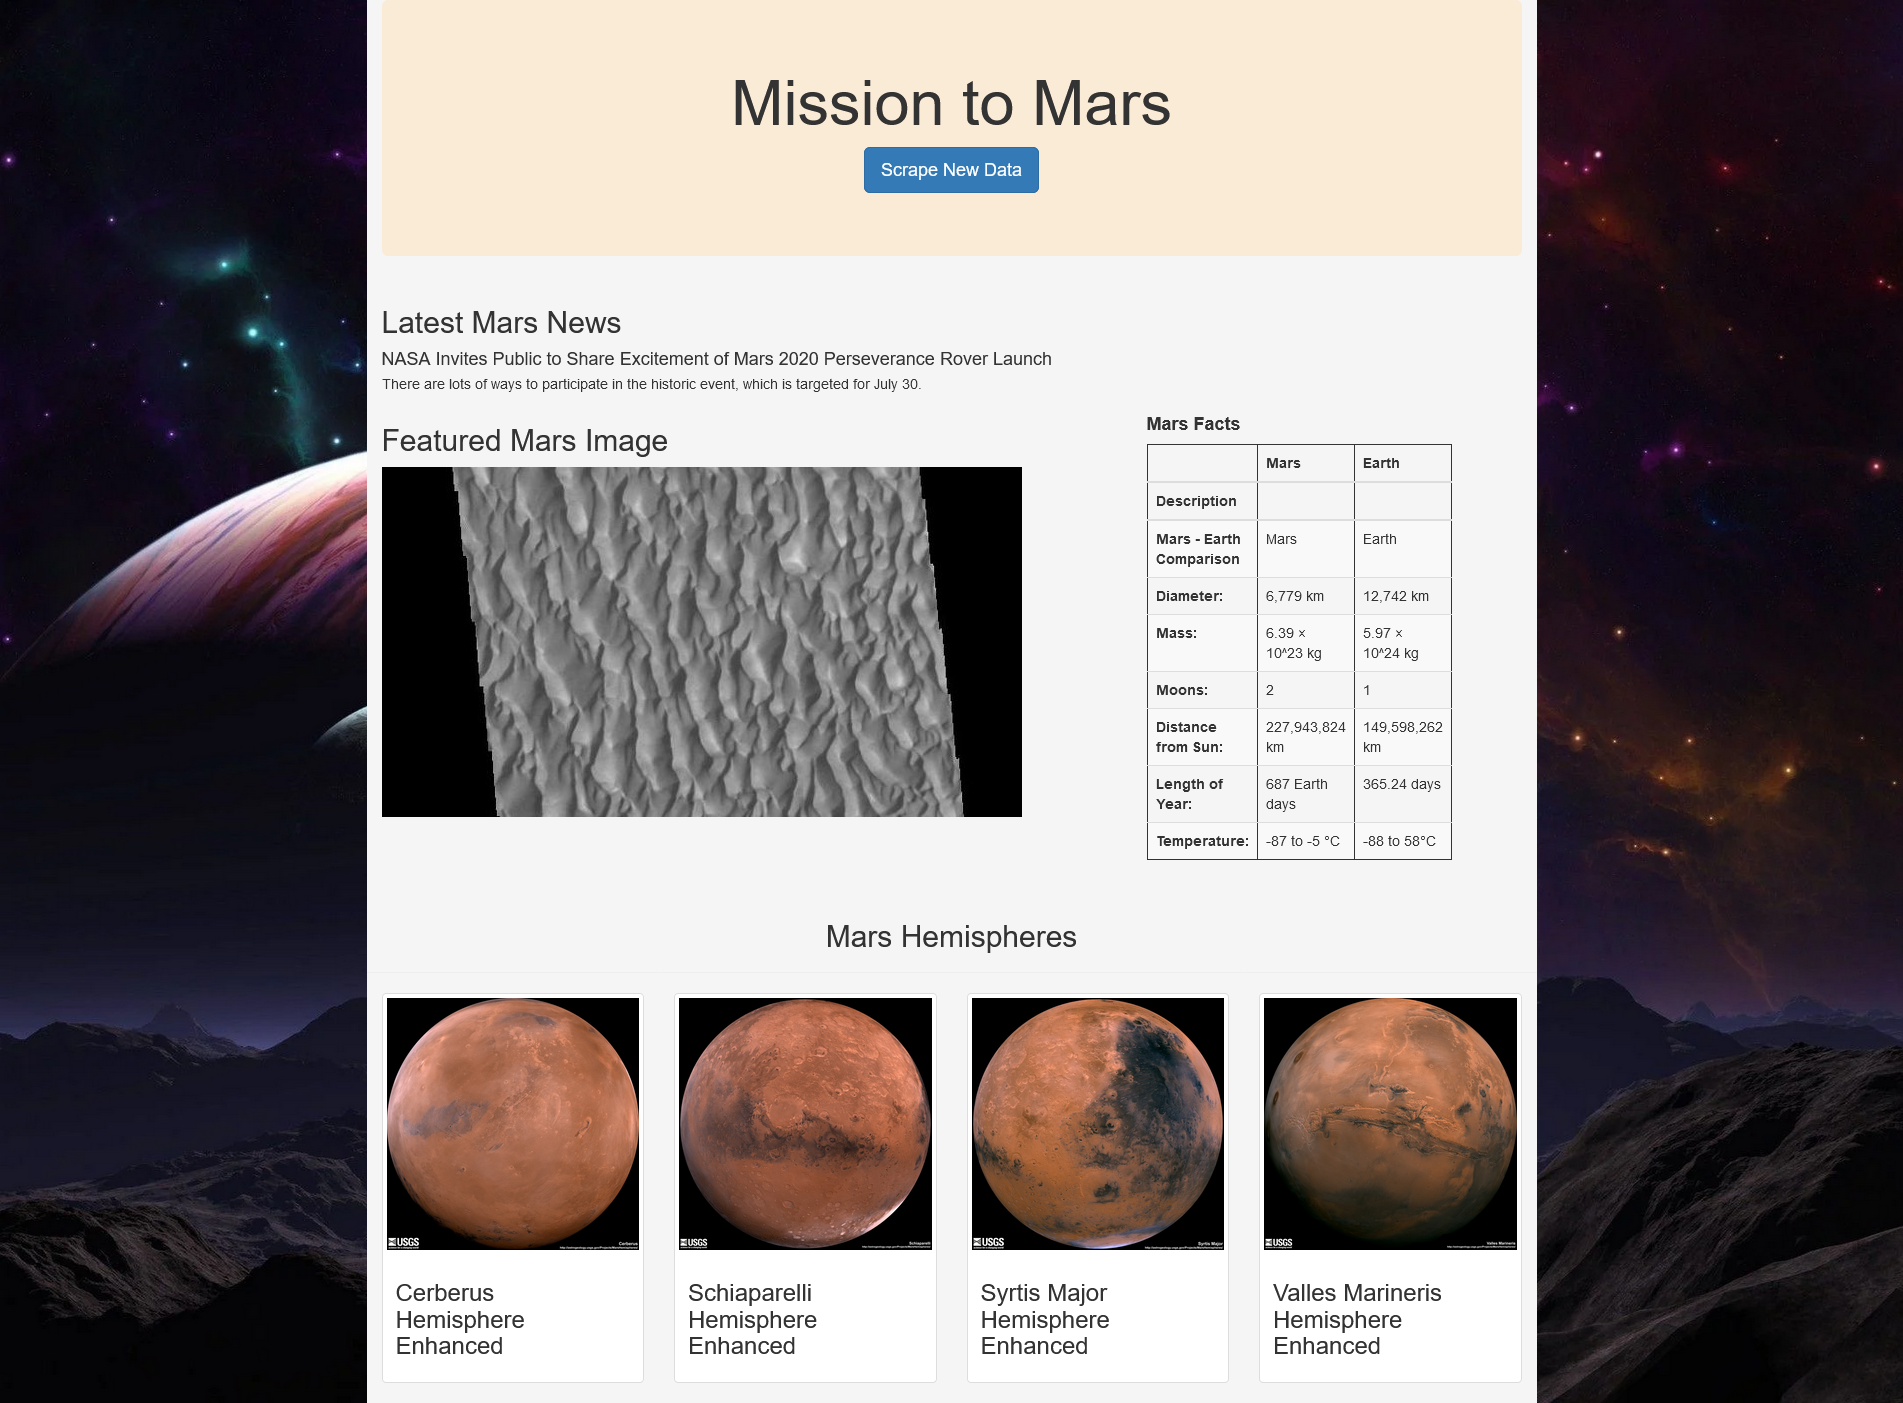 Mission to Mars
Scrape New Data
Latest Mars News
NASA Invites Public to Share Excitement of Mars 2020 Perseverance Rover Launch
There are lots of ways to participate in the historic event, which is targeted for July 30.
Featured Mars Image
Mars Facts
Mars Earth
Description
Mars - Earth Mars Earth
Comparison
Diameter: 6,779 km 12,742 km
Mass: 6.39 × 5.97 ×
10^23 kg 10^24 kg
Moons: 2 1
Distance 227,943,824 149,598,262
from Sun: km km
Length of 687 Earth 365.24 days
Year: days
Temperature: -87 to -5 °C -88 to 58°C
Mars Hemispheres
USGS Cerberus
USGS Schiaparelli
USGS Syrtis Major
USGS Valles Marineris
Cerberus
Hemisphere
Enhanced
Schiaparelli
Hemisphere
Enhanced
Syrtis Major
Hemisphere
Enhanced
Valles Marineris
Hemisphere
Enhanced